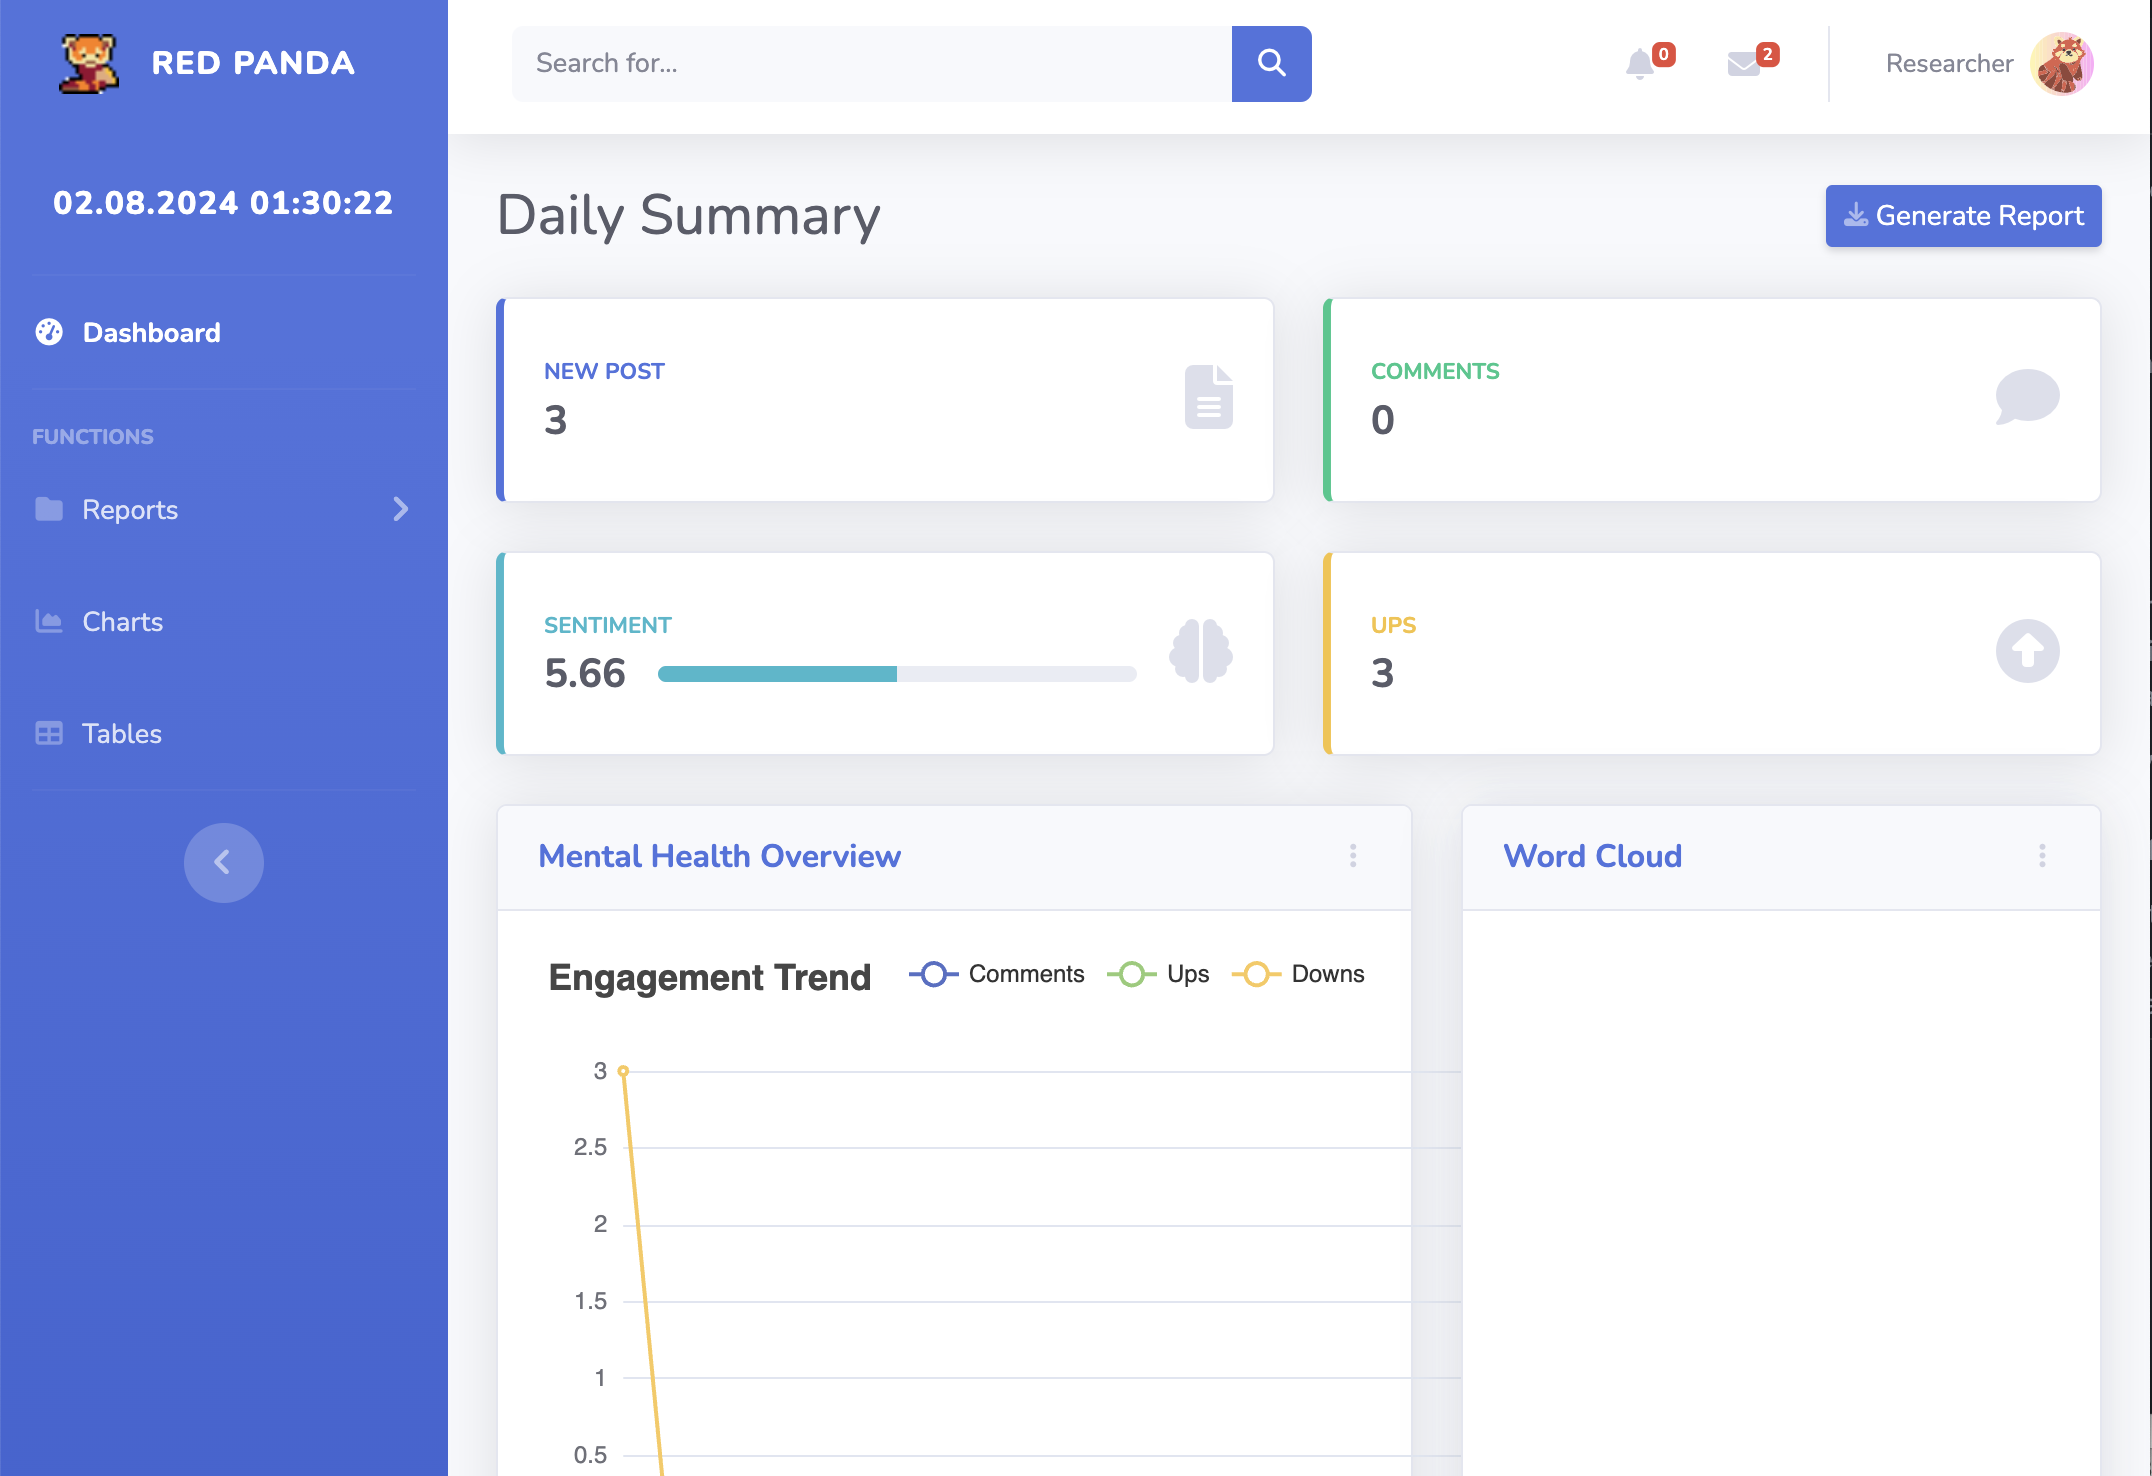 RED PANDA
02.08.2024 01:30:22
Dashboard
FUNCTIONS
Reports
Charts
Tables
Search for...
0
2
Researcher
Daily Summary
Generate Report
NEW POST
3
COMMENTS
0
SENTIMENT
5.66
UPS
3
Mental Health Overview
Engagement Trend
Comments
Ups
Downs
3
2.5
2
1.5
1
0.5
Word Cloud